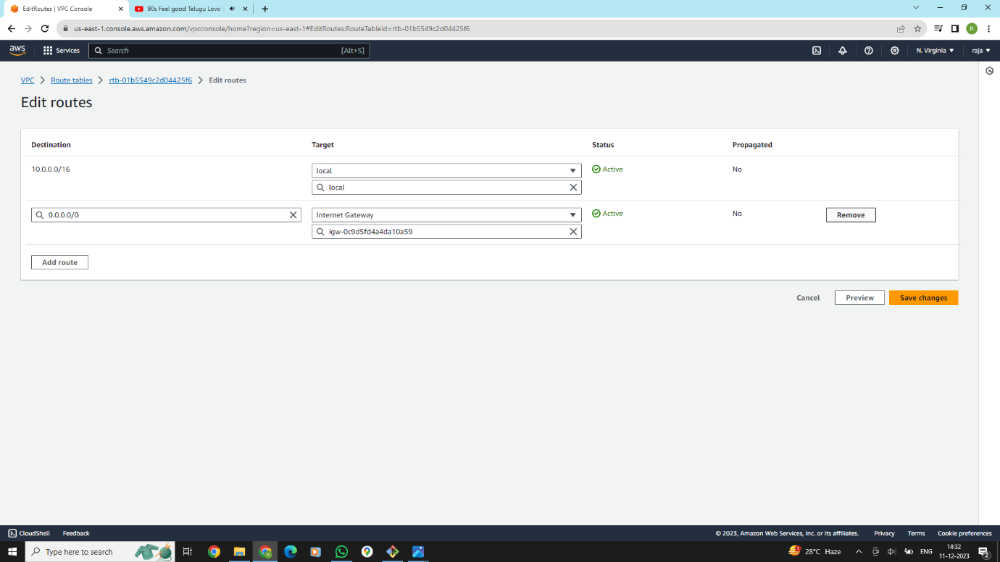 EditRoutes | VPC Console
90s Feel good Telugu Love S
us-east-1.console.aws.amazon.com/vpcconsole/home?region=us-east-1#EditRoutes:RouteTableId=rtb-01b5549c2d04425f6
R
aws Services Search [Alt+S] N. Virginia raja
VPC Route tables rtb-01b5549c2d04425f6 Edit routes
Edit routes
Destination Target Status Propagated
10.0.0.0/16 local Active No
local
0.0.0.0/0 Internet Gateway Active No Remove
igw-0c9d5fd4a4da10a59
Add route
Cancel Preview Save changes
CloudShell Feedback © 2023, Amazon Web Services, Inc. or its affiliates. Privacy Terms Cookie preferences
Type here to search 28°C Haze ENG 14:32
11-12-2023 2